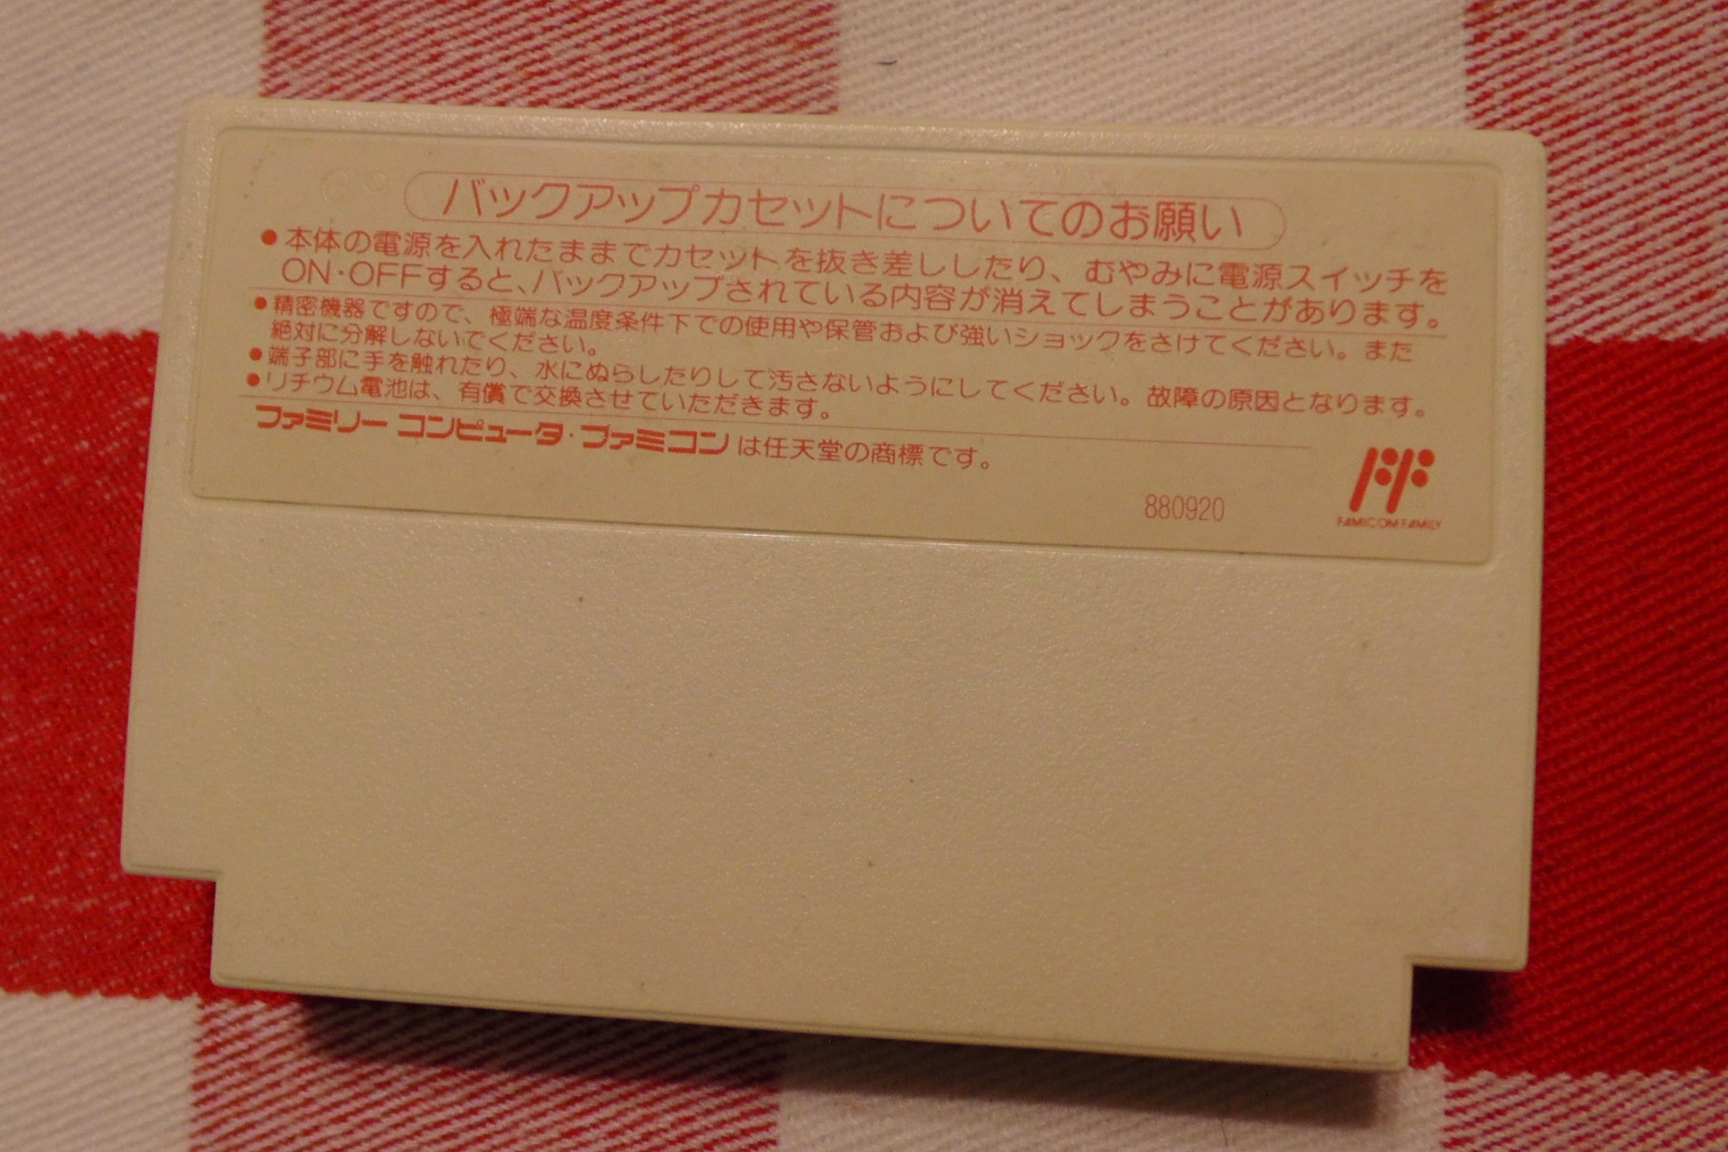 バックアップカセットについてのお願い
●本体の電源を入れたままでカセットを抜き差ししたり、むやみに電源スイッチを
ON・OFFすると、バックアップされている内容が消えてしまうことがあります。
●精密機器ですので、極端な温度条件下での使用や保管および強いショックをさけてください。また
絶対に分解しないでください。
●端子部に手を触れたり、水にぬらしたりして汚さないようにしてください。故障の原因となります。
●リチウム電池は、有償で交換させていただきます。
ファミリーコンピュータ・ファミコンは任天堂の商標です。
880920
FAMICOM FAMILY